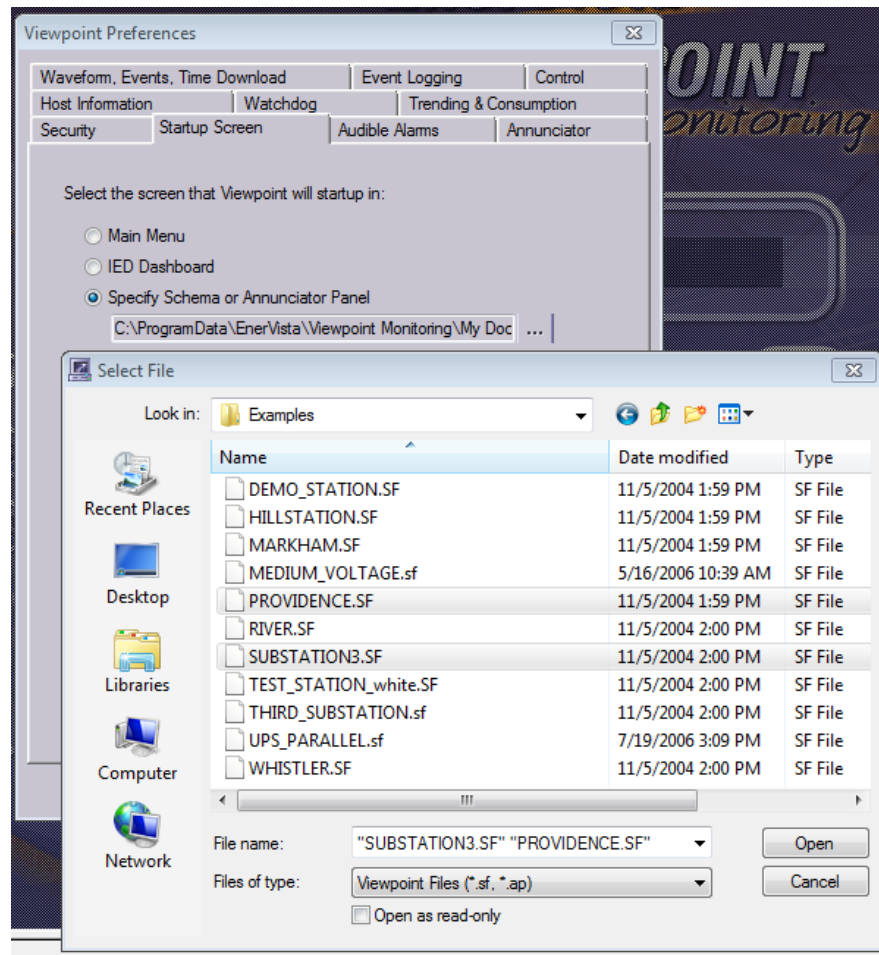 Viewpoint Preferences
OINT
onitoring
Waveform, Events, Time Download Event Logging Control
Host Information Watchdog Trending & Consumption
Security Startup Screen Audible Alarms Annunciator
Select the screen that Viewpoint will startup in:
Main Menu
IED Dashboard
Specify Schema or Annunciator Panel
C:\ProgramData\EnerVista\Viewpoint Monitoring\My Doc ...
Select File
Look in: Examples
Name Date modified Type
DEMO_STATION.SF 11/5/2004 1:59 PM SF File
HILLSTATION.SF 11/5/2004 1:59 PM SF File
MARKHAM.SF 11/5/2004 1:59 PM SF File
MEDIUM_VOLTAGE.sf 5/16/2006 10:39 AM SF File
PROVIDENCE.SF 11/5/2004 1:59 PM SF File
RIVER.SF 11/5/2004 2:00 PM SF File
SUBSTATION3.SF 11/5/2004 2:00 PM SF File
TEST_STATION_white.SF 11/5/2004 2:00 PM SF File
THIRD_SUBSTATION.sf 11/5/2004 2:00 PM SF File
UPS_PARALLEL.sf 7/19/2006 3:09 PM SF File
WHISTLER.SF 11/5/2004 2:00 PM SF File
Recent Places
Desktop
Libraries
Computer
Network
File name: "SUBSTATION3.SF" "PROVIDENCE.SF" Open
Files of type: Viewpoint Files (*.sf, *.ap) Cancel
Open as read-only